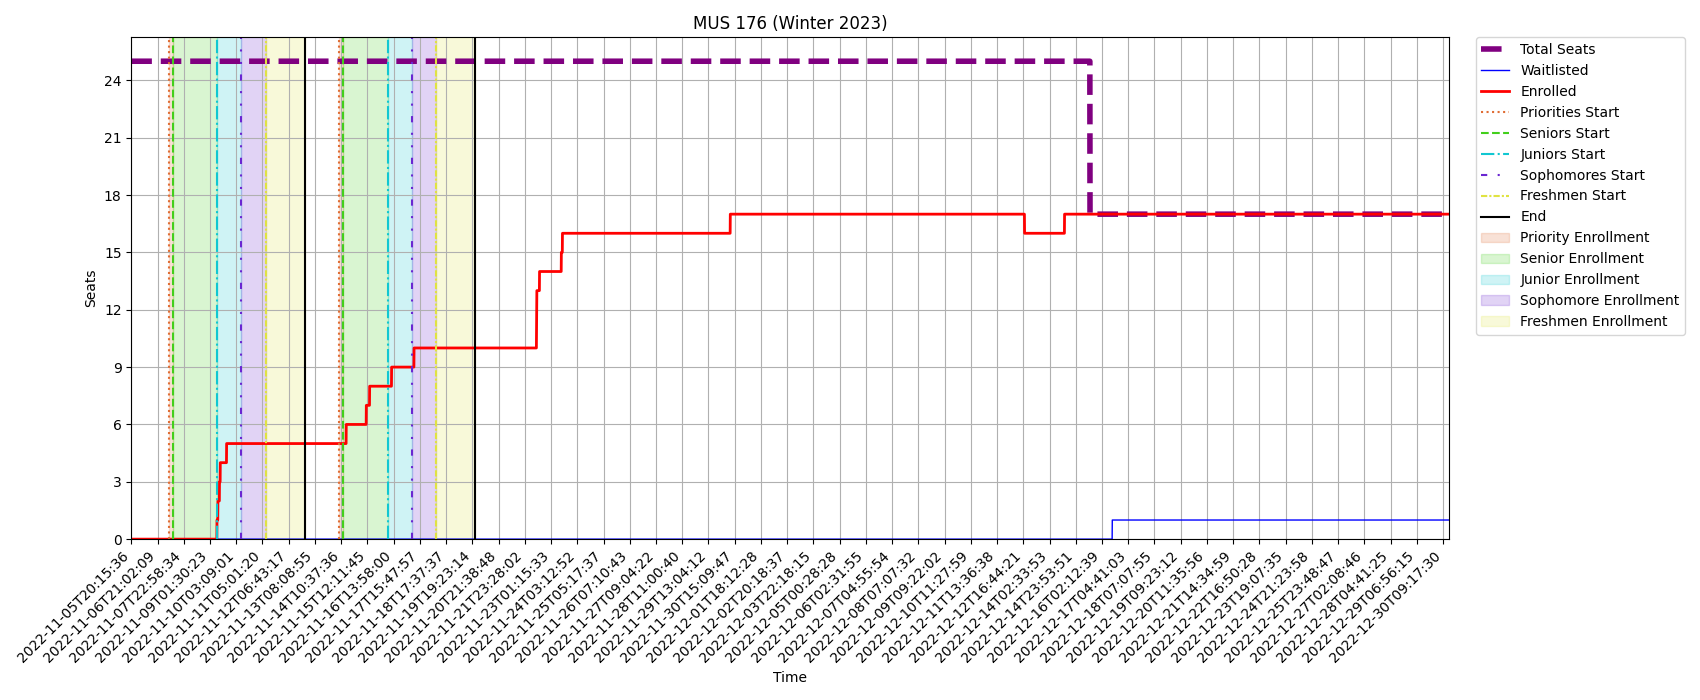 MUS 176 (Winter 2023)
Seats
24
21
18
15
12
9
6
3
0
2022-11-05T20:15:36
2022-11-06T21:02:09
2022-11-07T22:58:34
2022-11-09T01:30:23
2022-11-10T03:09:01
2022-11-11T05:01:20
2022-11-12T06:43:17
2022-11-13T08:08:55
2022-11-14T10:37:36
2022-11-15T12:11:45
2022-11-16T13:58:00
2022-11-17T15:47:57
2022-11-18T17:37:37
2022-11-19T19:23:14
2022-11-20T21:38:48
2022-11-21T23:28:02
2022-11-23T01:15:33
2022-11-24T03:12:52
2022-11-25T05:17:37
2022-11-26T07:10:43
2022-11-27T09:04:22
2022-11-28T11:00:40
2022-11-29T13:04:12
2022-11-30T15:09:47
2022-12-01T18:12:28
2022-12-02T20:18:37
2022-12-03T22:18:15
2022-12-05T00:28:28
2022-12-06T02:31:55
2022-12-07T04:55:54
2022-12-08T07:07:32
2022-12-09T09:22:02
2022-12-10T11:27:59
2022-12-11T13:36:38
2022-12-12T16:44:21
2022-12-14T02:33:53
2022-12-14T23:53:51
2022-12-16T02:12:39
2022-12-17T04:41:03
2022-12-18T07:07:55
2022-12-19T09:23:12
2022-12-20T11:35:56
2022-12-21T14:34:59
2022-12-22T16:50:28
2022-12-23T19:07:35
2022-12-24T21:23:58
2022-12-25T23:48:47
2022-12-27T02:08:46
2022-12-28T04:41:25
2022-12-29T06:56:15
2022-12-30T09:17:30
Time
Total Seats
Waitlisted
Enrolled
Priorities Start
Seniors Start
Juniors Start
Sophomores Start
Freshmen Start
End
Priority Enrollment
Senior Enrollment
Junior Enrollment
Sophomore Enrollment
Freshmen Enrollment